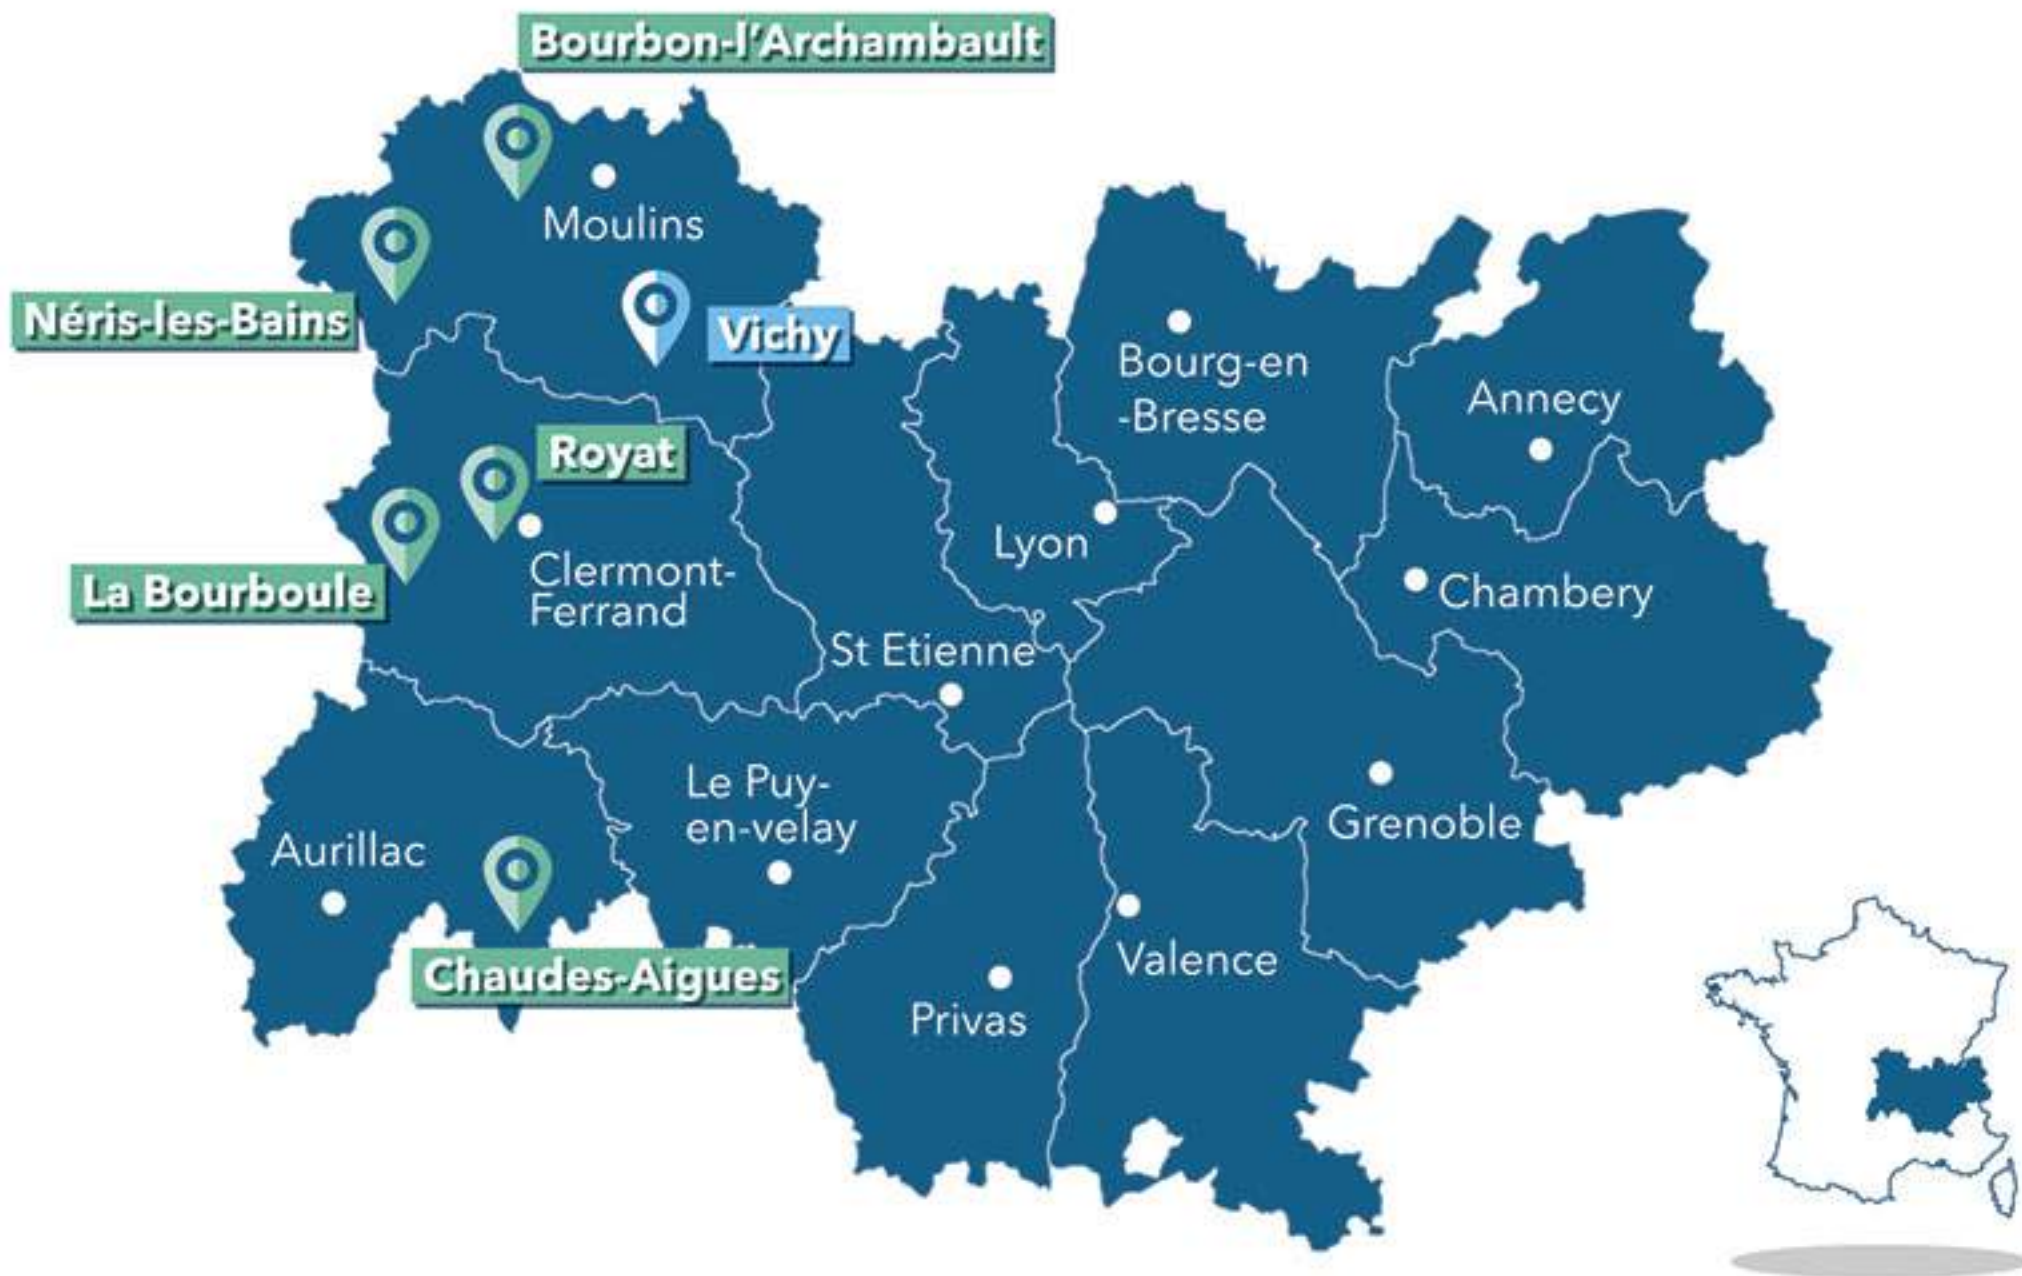 Bourbon-l'Archambault
Moulins
Néris-les-Bains
Vichy
Bourg-en
-Bresse
Annecy
Royat
Lyon
La Bourboule
Clermont-
Ferrand
Chambery
St Etienne
Le Puy-
en-velay
Grenoble
Aurillac
Chaudes-Aigues
Valence
Privas